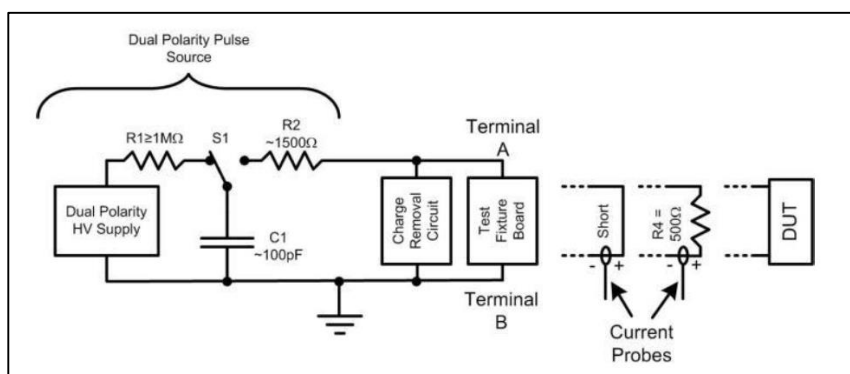 Dual Polarity Pulse
Source
R1≥1MΩ
S1
R2
~1500Ω
Terminal
A
Dual Polarity
HV Supply
C1
~100pF
Charge
Removal
Circuit
Test
Fixture
Board
Short
- +
R4 =
500Ω
- +
DUT
Terminal
B
Current
Probes